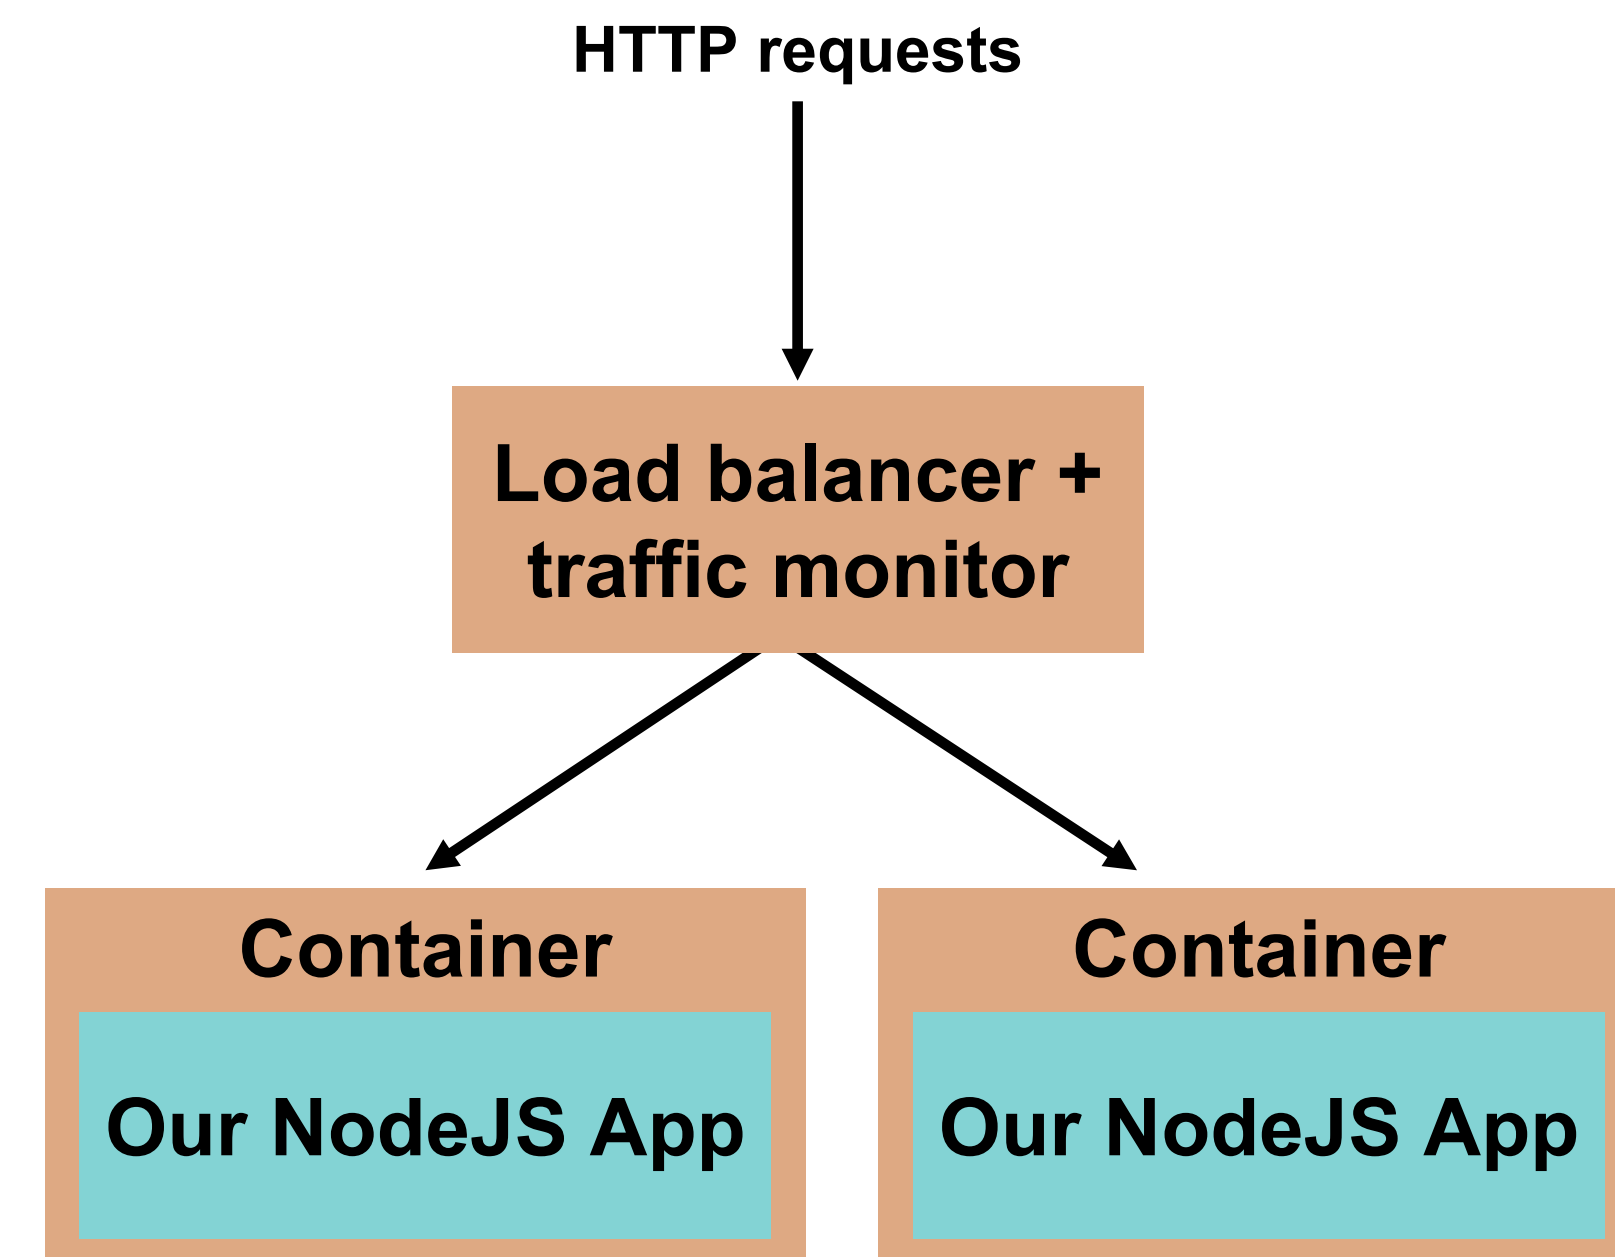 HTTP requests
Load balancer +
traffic monitor
Container
Container
Our NodeJS App
Our NodeJS App